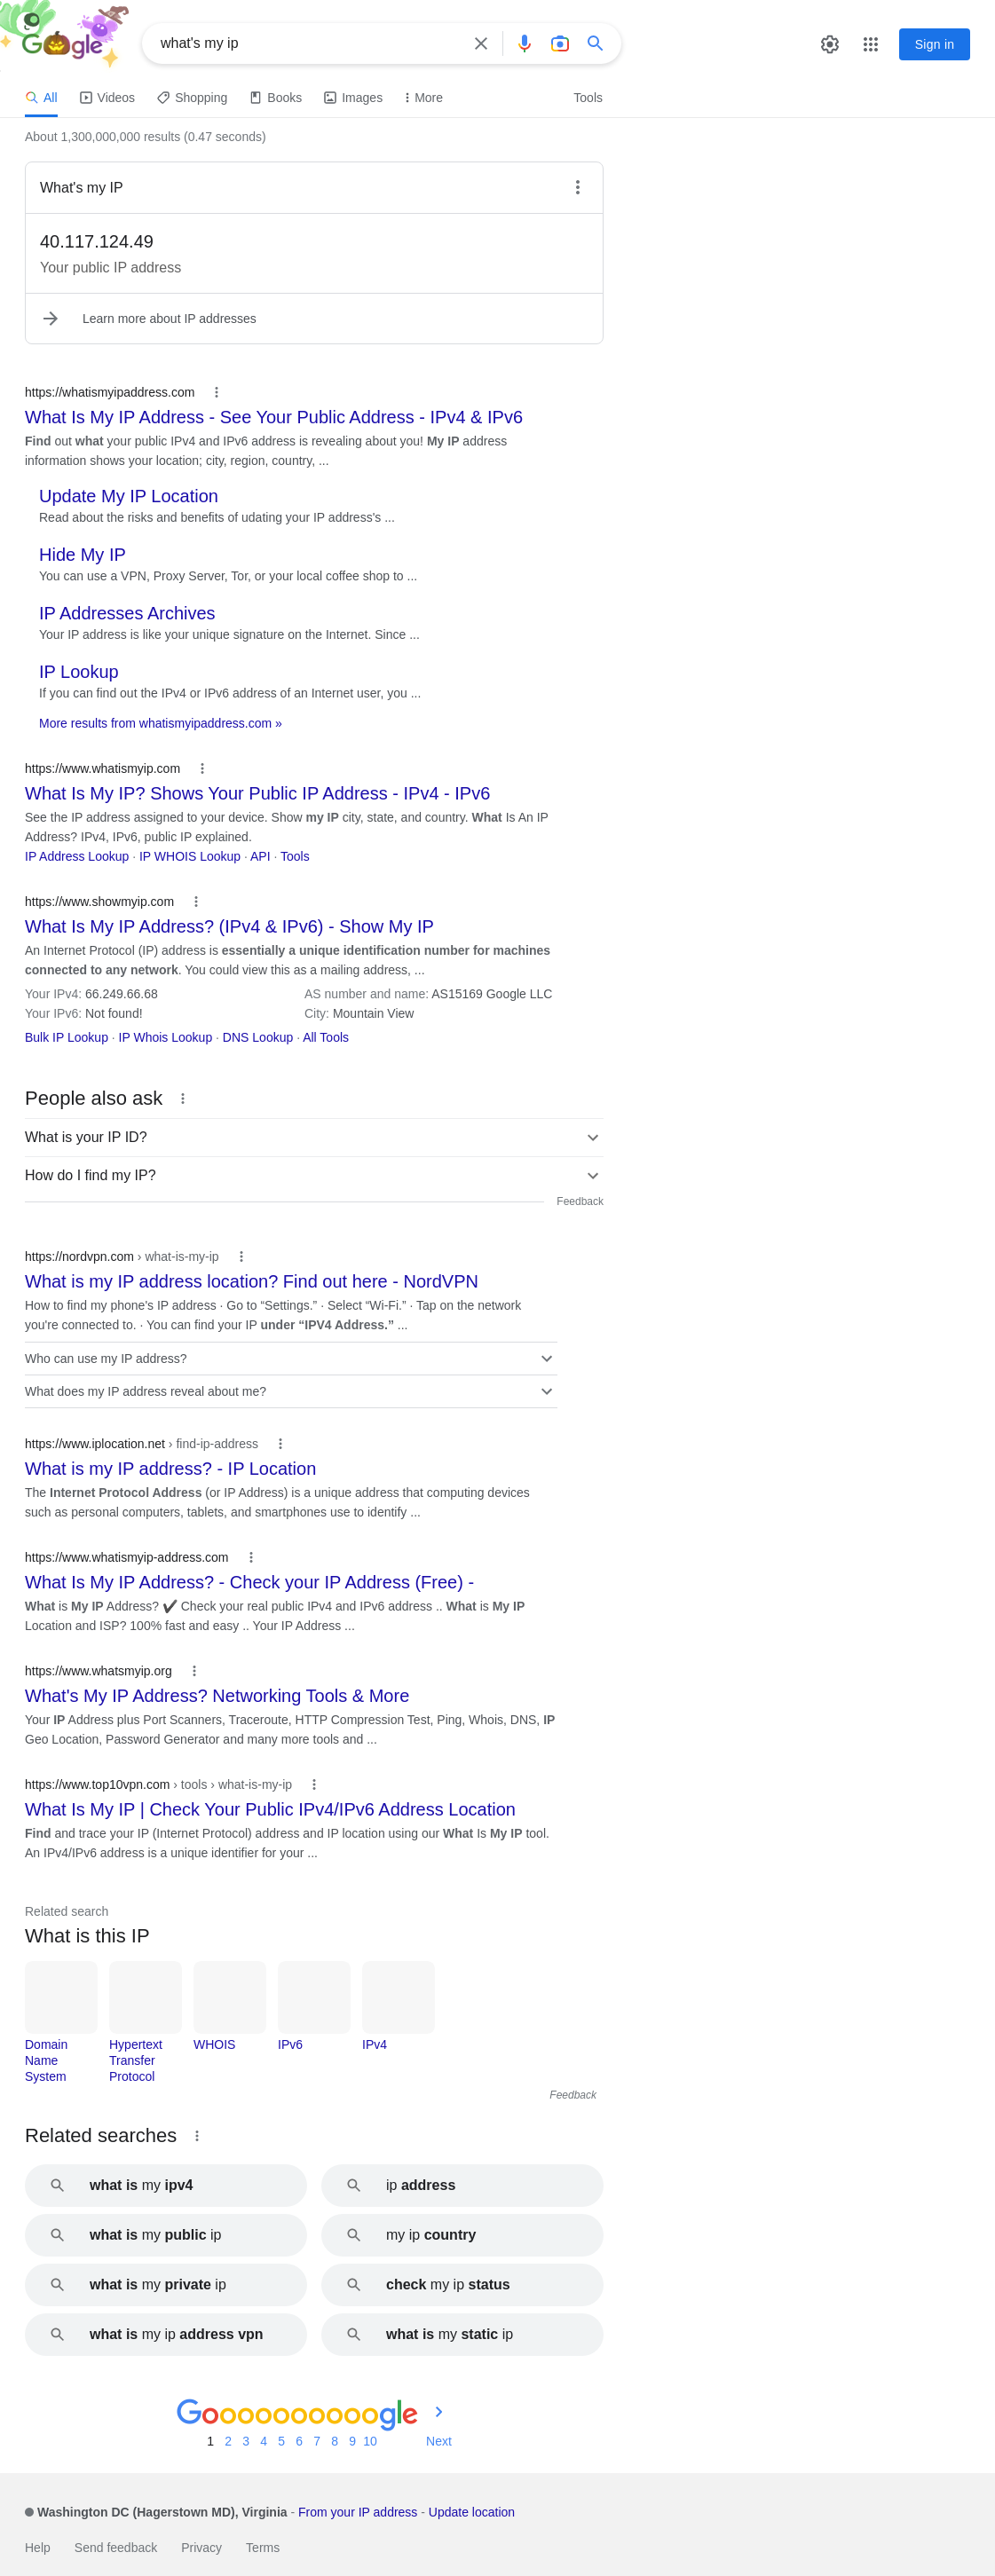 Google
what's my ip
Sign in
All
Videos
Shopping
Books
Images
More
Tools
About 1,300,000,000 results (0.47 seconds)
What's my IP
40.117.124.49
Your public IP address
Learn more about IP addresses
https://whatismyipaddress.com
What Is My IP Address - See Your Public Address - IPv4 & IPv6
Find out what your public IPv4 and IPv6 address is revealing about you! My IP address
information shows your location; city, region, country, ...
Update My IP Location
Read about the risks and benefits of udating your IP address's ...
Hide My IP
You can use a VPN, Proxy Server, Tor, or your local coffee shop to ...
IP Addresses Archives
Your IP address is like your unique signature on the Internet. Since ...
IP Lookup
If you can find out the IPv4 or IPv6 address of an Internet user, you ...
More results from whatismyipaddress.com »
https://www.whatismyip.com
What Is My IP? Shows Your Public IP Address - IPv4 - IPv6
See the IP address assigned to your device. Show my IP city, state, and country. What Is An IP
Address? IPv4, IPv6, public IP explained.
IP Address Lookup · IP WHOIS Lookup · API · Tools
https://www.showmyip.com
What Is My IP Address? (IPv4 & IPv6) - Show My IP
An Internet Protocol (IP) address is essentially a unique identification number for machines
connected to any network. You could view this as a mailing address, ...
Your IPv4: 66.249.66.68
AS number and name: AS15169 Google LLC
Your IPv6: Not found!
City: Mountain View
Bulk IP Lookup · IP Whois Lookup · DNS Lookup · All Tools
People also ask
What is your IP ID?
How do I find my IP?
Feedback
https://nordvpn.com › what-is-my-ip
What is my IP address location? Find out here - NordVPN
How to find my phone's IP address · Go to “Settings.” · Select “Wi-Fi.” · Tap on the network
you're connected to. · You can find your IP under “IPV4 Address.” ...
Who can use my IP address?
What does my IP address reveal about me?
https://www.iplocation.net › find-ip-address
What is my IP address? - IP Location
The Internet Protocol Address (or IP Address) is a unique address that computing devices
such as personal computers, tablets, and smartphones use to identify ...
https://www.whatismyip-address.com
What Is My IP Address? - Check your IP Address (Free) -
What is My IP Address? ✔ Check your real public IPv4 and IPv6 address .. What is My IP
Location and ISP? 100% fast and easy .. Your IP Address ...
https://www.whatsmyip.org
What's My IP Address? Networking Tools & More
Your IP Address plus Port Scanners, Traceroute, HTTP Compression Test, Ping, Whois, DNS, IP
Geo Location, Password Generator and many more tools and ...
https://www.top10vpn.com › tools › what-is-my-ip
What Is My IP | Check Your Public IPv4/IPv6 Address Location
Find and trace your IP (Internet Protocol) address and IP location using our What Is My IP tool.
An IPv4/IPv6 address is a unique identifier for your ...
Related search
What is this IP
Domain
Name
System
Hypertext
Transfer
Protocol
WHOIS
IPv6
IPv4
Feedback
Related searches
what is my ipv4
ip address
what is my public ip
my ip country
what is my private ip
check my ip status
what is my ip address vpn
what is my static ip
Goooooooooogle
1 2 3 4 5 6 7 8 9 10 Next
Washington DC (Hagerstown MD), Virginia - From your IP address - Update location
Help Send feedback Privacy Terms